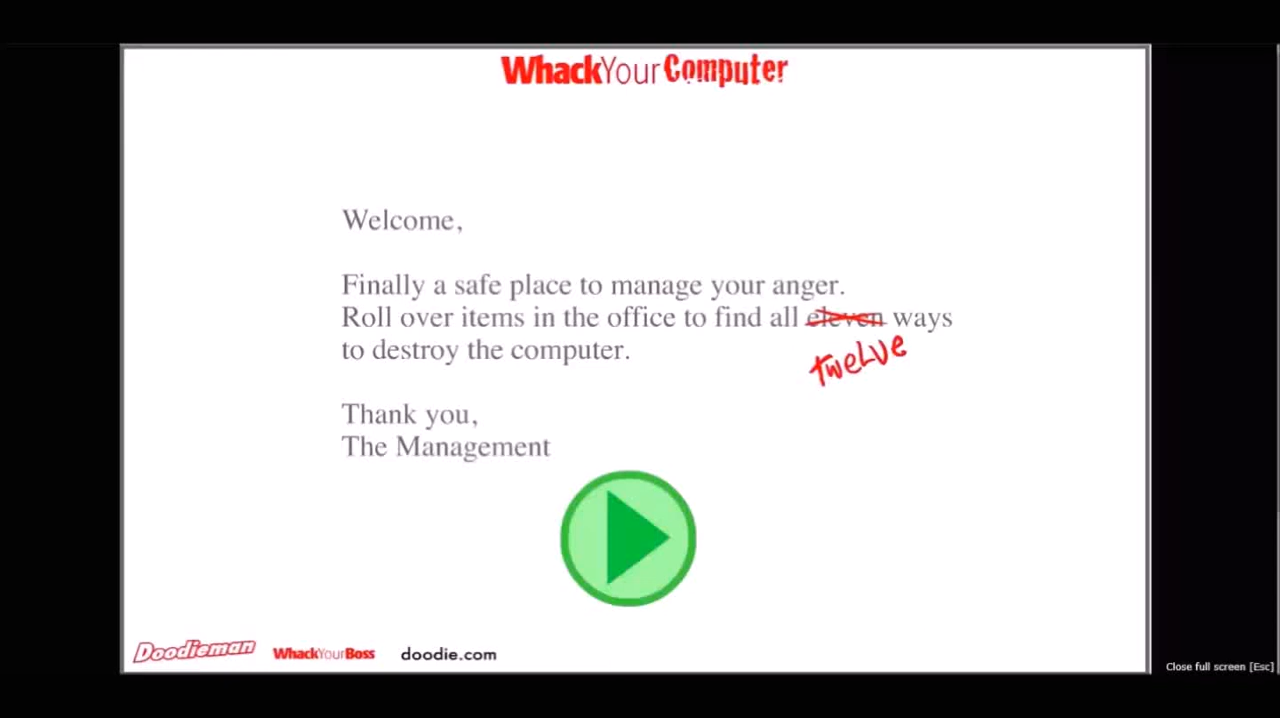 WhackYourComputer
Welcome,
Finally a safe place to manage your anger.
Roll over items in the office to find all eleven ways
twelve
to destroy the computer.
Thank you,
The Management
Doodieman WhackYourBoss doodie.com
Close full screen [Esc]